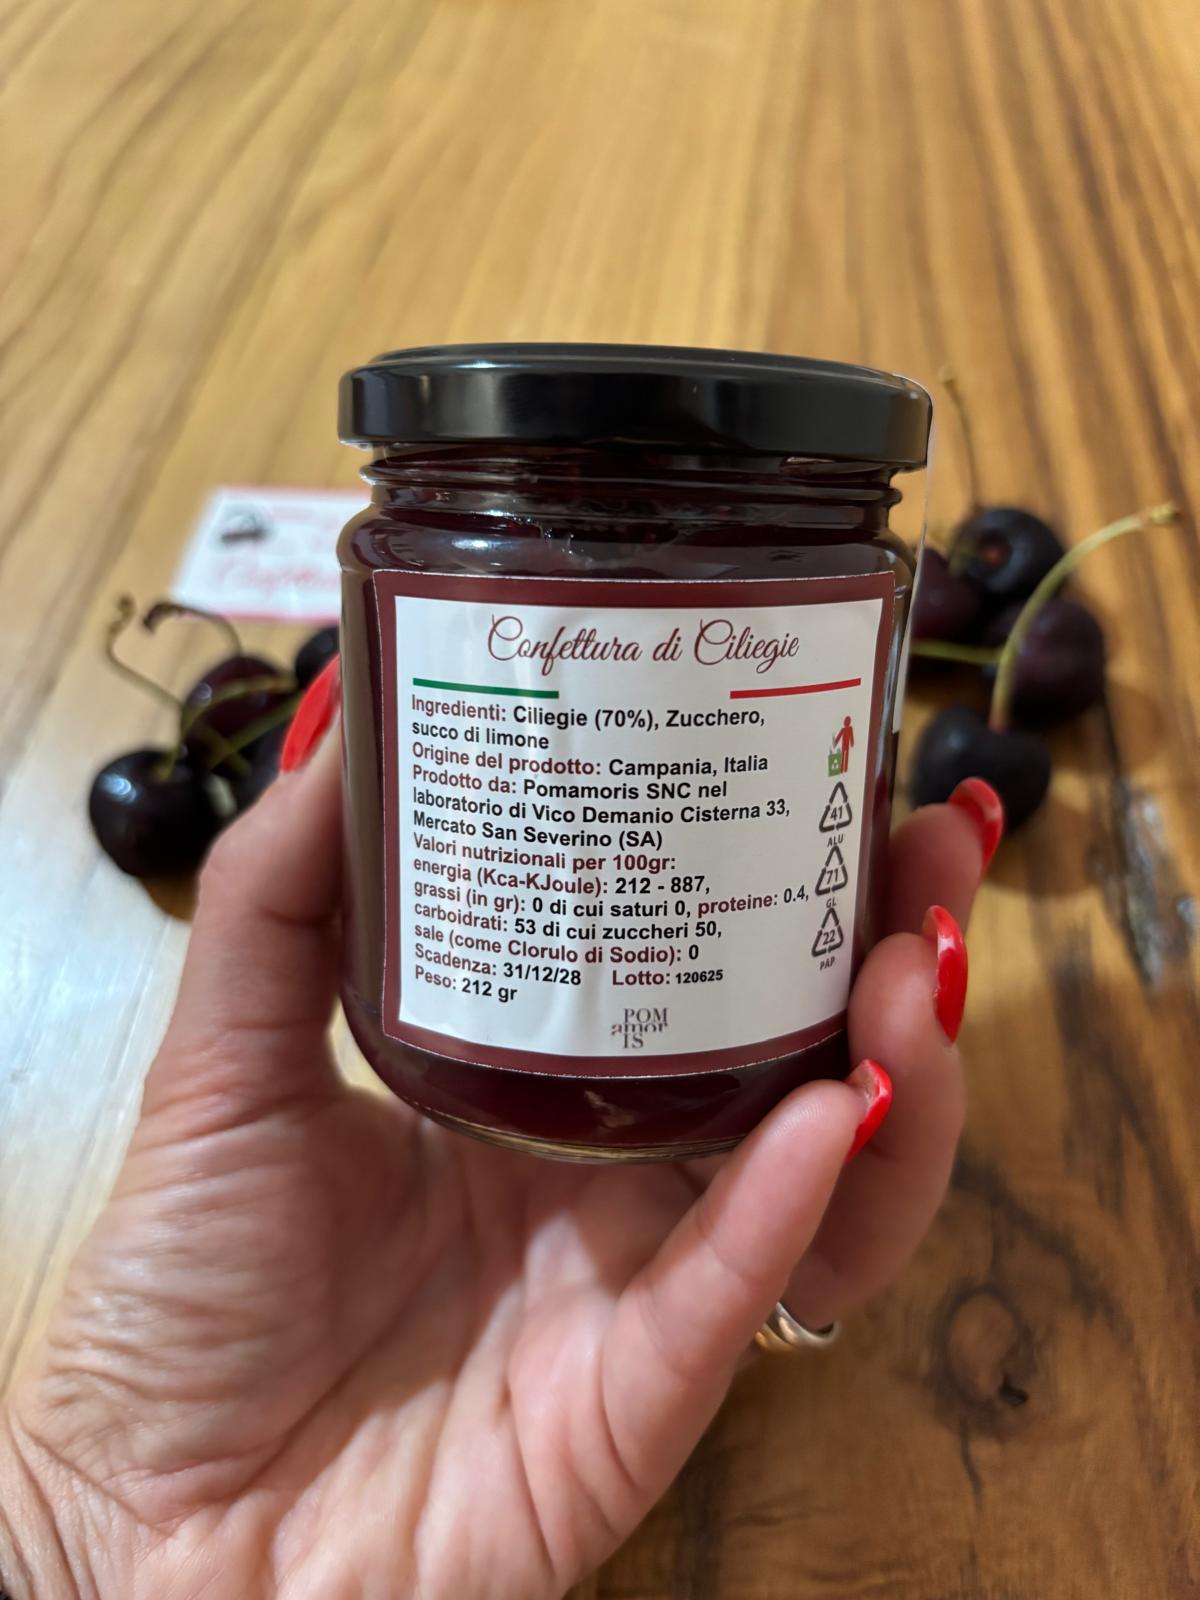 Confettura di Ciliegie
Ingredienti: Ciliegie (70%), Zucchero,
succo di limone
Origine del prodotto: Campania, Italia
Prodotto da: Pomamoris SNC nel
laboratorio di Vico Demanio Cisterna 33,
Mercato San Severino (SA)
Valori nutrizionali per 100gr:
energia (Kca-KJoule): 212 - 887,
grassi (in gr): 0 di cui saturi 0, proteine: 0.4,
carboidrati: 53 di cui zuccheri 50,
sale (come Clorulo di Sodio): 0
Scadenza: 31/12/28 Lotto: 120625
Peso: 212 gr
41
ALU
71
GL
22
PAP
POM
amor
IS